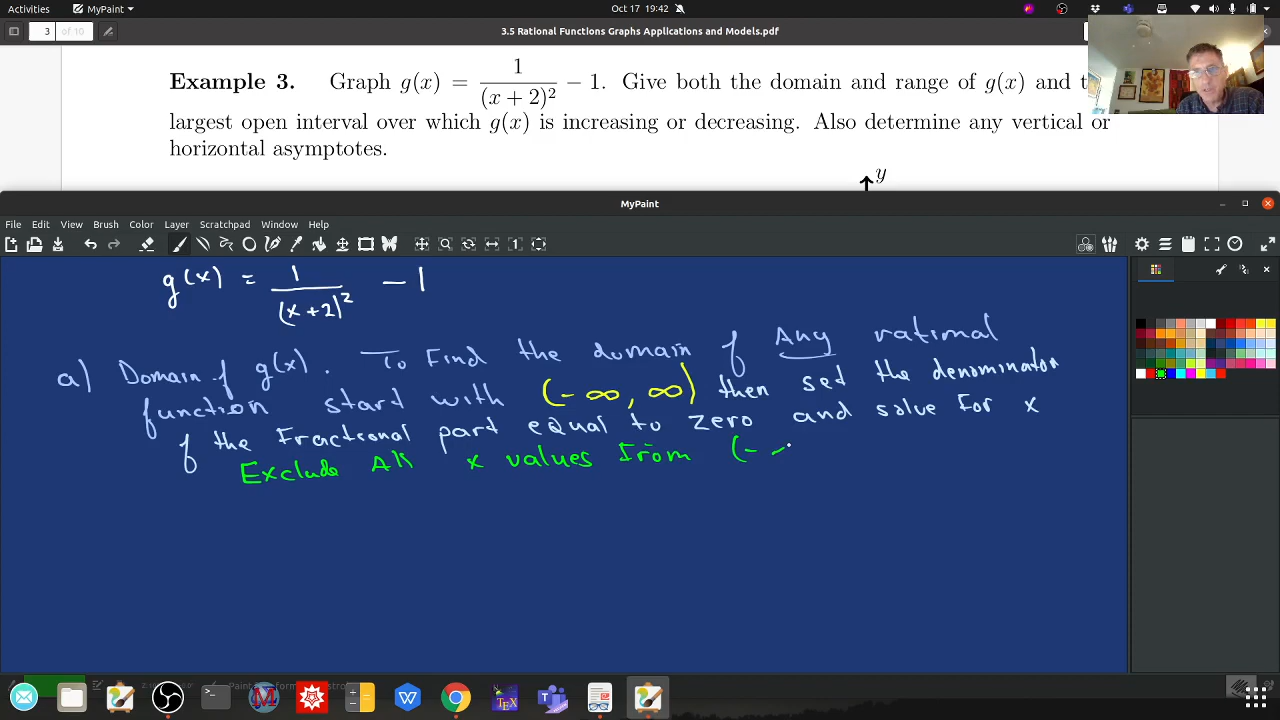 Activities MyPaint Oct 17 19:42
3 of 10 3.5 Rational Functions Graphs Applications and Models.pdf
Example 3. Graph g(x) = 1/(x + 2)² − 1. Give both the domain and range of g(x) and t
largest open interval over which g(x) is increasing or decreasing. Also determine any vertical or
horizontal asymptotes.
y
MyPaint
File Edit View Brush Color Layer Scratchpad Window Help
g(x) = 1/(x+2)² − 1
a) Domain of g(x). To Find the domain of Any rational
function start with (-∞, ∞) then set the denominator
of the Fractional part equal to zero and solve for x
Exclude All x values from (-